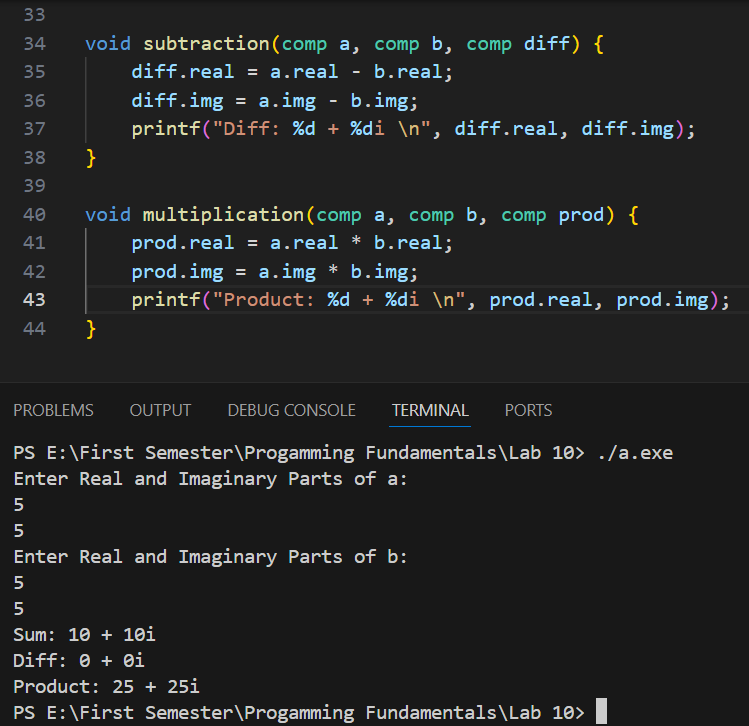 33
34 void subtraction(comp a, comp b, comp diff) {
35 diff.real = a.real - b.real;
36 diff.img = a.img - b.img;
37 printf("Diff: %d + %di \n", diff.real, diff.img);
38 }
39
40 void multiplication(comp a, comp b, comp prod) {
41 prod.real = a.real * b.real;
42 prod.img = a.img * b.img;
43 printf("Product: %d + %di \n", prod.real, prod.img);
44 }
PROBLEMS OUTPUT DEBUG CONSOLE TERMINAL PORTS
PS E:\First Semester\Progamming Fundamentals\Lab 10> ./a.exe
Enter Real and Imaginary Parts of a:
5
5
Enter Real and Imaginary Parts of b:
5
5
Sum: 10 + 10i
Diff: 0 + 0i
Product: 25 + 25i
PS E:\First Semester\Progamming Fundamentals\Lab 10>